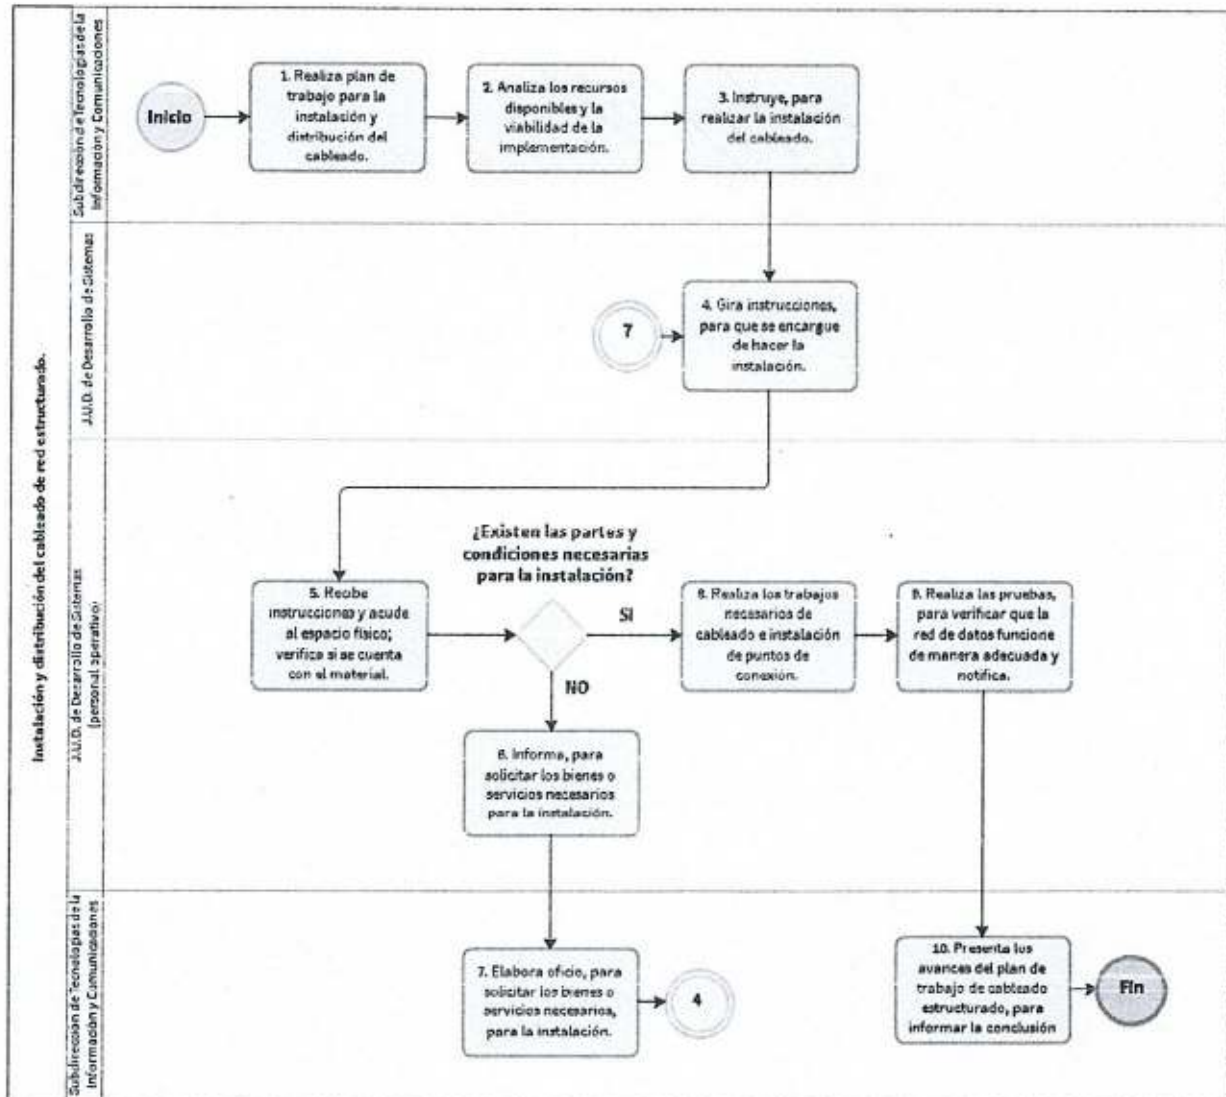 Instalación y distribución del cableado de red estructurado.
Subdirección de Tecnologías de la
Información y Comunicaciones
Inicio
1. Realiza plan de
trabajo para la
instalación y
distribución del
cableado.
2. Analiza los recursos
disponibles y la
viabilidad de la
implementación.
3. Instruye, para
realizar la instalación
del cableado.
J.U.D. de Desarrollo de Sistemas
7
4. Gira instrucciones,
para que se encargue
de hacer la
instalación.
J.U.D. de Desarrollo de Sistemas
(personal operativo)
5. Recibe
instrucciones y acude
al espacio físico;
verifica si se cuenta
con el material.
¿Existen las partes y
condiciones necesarias
para la instalación?
SI
NO
8. Realiza los trabajos
necesarios de
cableado e instalación
de puntos de
conexión.
9. Realiza las pruebas,
para verificar que la
red de datos funcione
de manera adecuada y
notifica.
6. Informa, para
solicitar los bienes o
servicios necesarios
para la instalación.
Subdirección de Tecnologías de la
Información y Comunicaciones
7. Elabora oficio, para
solicitar los bienes o
servicios necesarios,
para la instalación.
4
10. Presenta los
avances del plan de
trabajo de cableado
estructurado, para
informar la conclusión
Fin